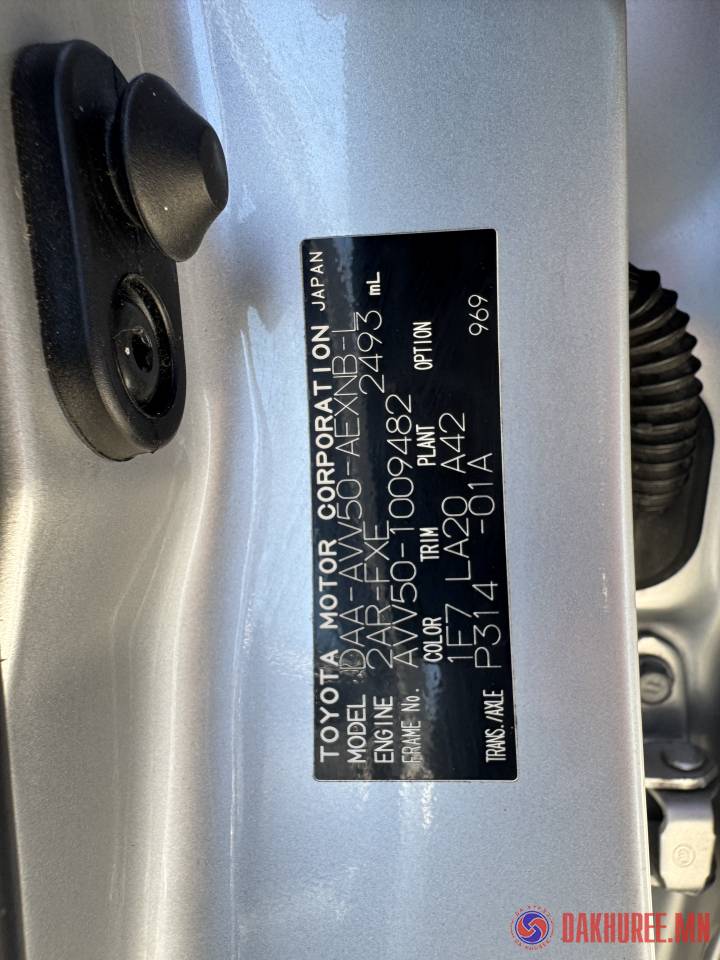 TOYOTA MOTOR CORPORATION JAPAN
MODEL DAA-AVV50-AEXNB-L
ENGINE 2AR-FXE 2493 mL
FRAME No. AVV50-1009482
COLOR TRIM PLANT OPTION
1F7 LA20 A42
TRANS./AXLE P314 -01A 969
DAKHUREE.MN